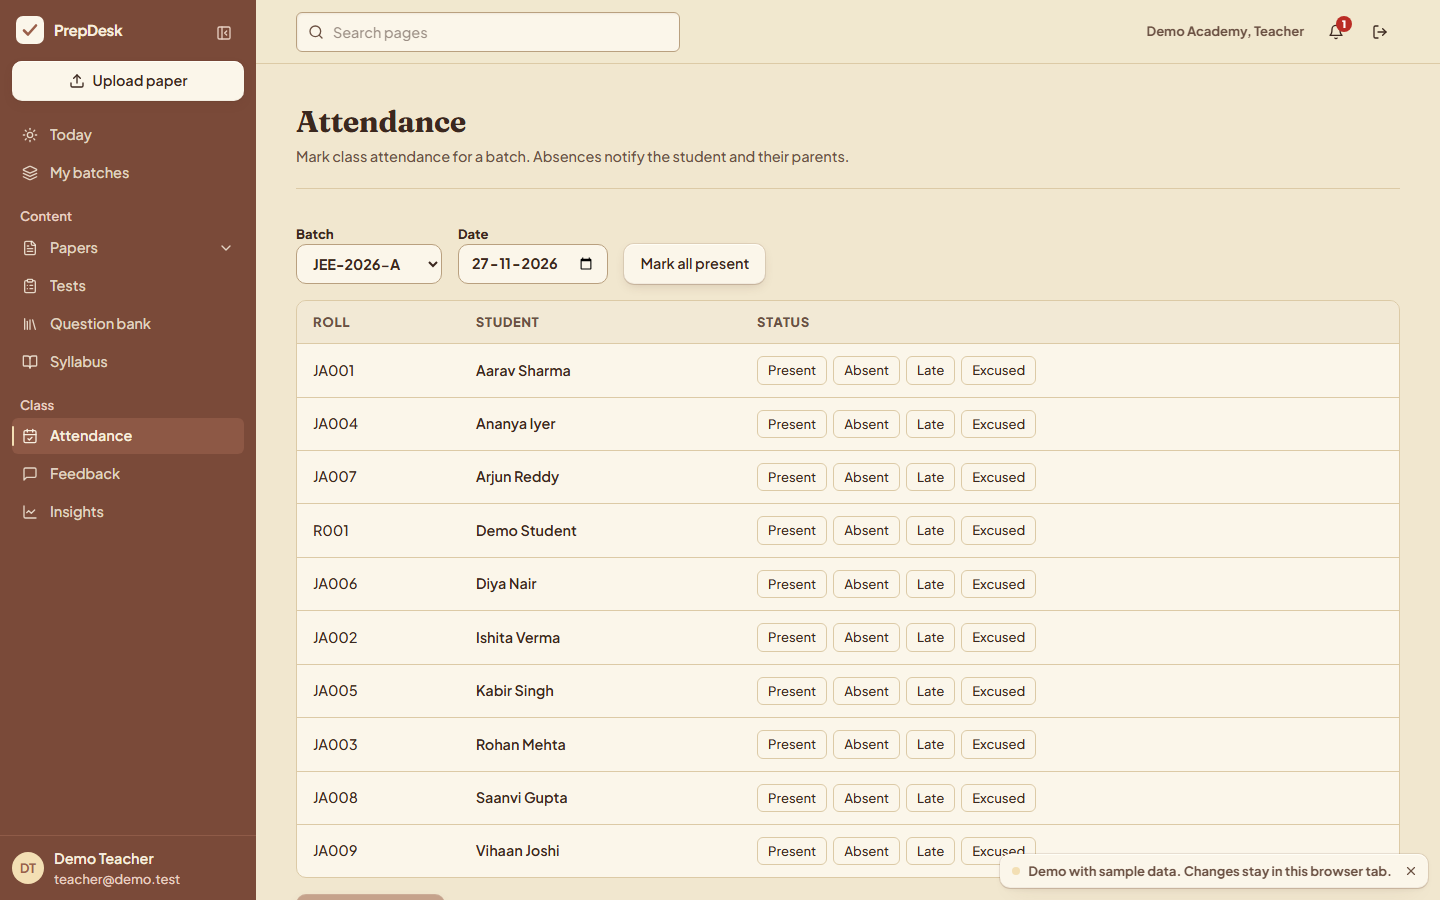 PrepDesk
Upload paper
Today
My batches
Content
Papers
Tests
Question bank
Syllabus
Class
Attendance
Feedback
Insights
DT
Demo Teacher
teacher@demo.test
Search pages
Demo Academy, Teacher
1
Attendance
Mark class attendance for a batch. Absences notify the student and their parents.
Batch
Date
JEE-2026-A
27-11-2026
Mark all present
ROLL STUDENT STATUS
JA001 Aarav Sharma Present Absent Late Excused
JA004 Ananya Iyer Present Absent Late Excused
JA007 Arjun Reddy Present Absent Late Excused
R001 Demo Student Present Absent Late Excused
JA006 Diya Nair Present Absent Late Excused
JA002 Ishita Verma Present Absent Late Excused
JA005 Kabir Singh Present Absent Late Excused
JA003 Rohan Mehta Present Absent Late Excused
JA008 Saanvi Gupta Present Absent Late Excused
JA009 Vihaan Joshi Present Absent Late Excused
Demo with sample data. Changes stay in this browser tab.